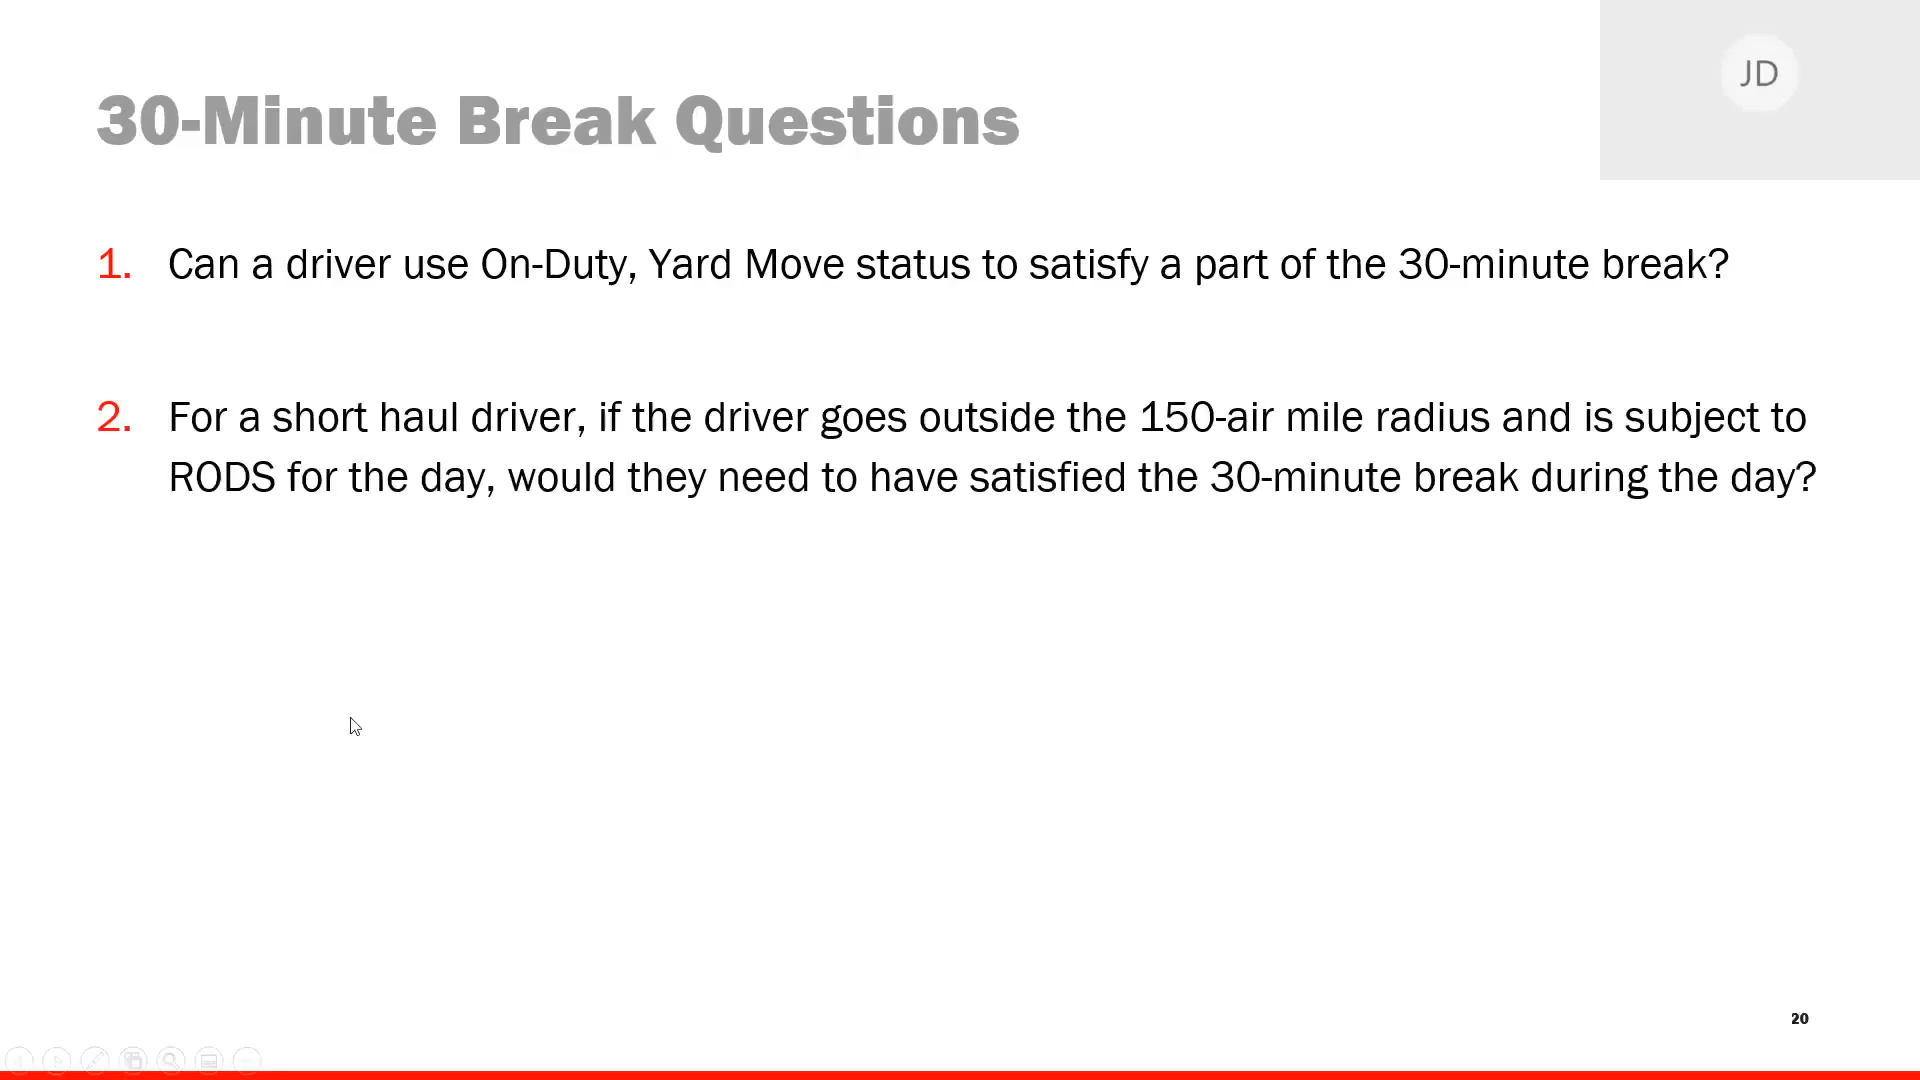 JD
30-Minute Break Questions
1. Can a driver use On-Duty, Yard Move status to satisfy a part of the 30-minute break?
2. For a short haul driver, if the driver goes outside the 150-air mile radius and is subject to
RODS for the day, would they need to have satisfied the 30-minute break during the day?
20